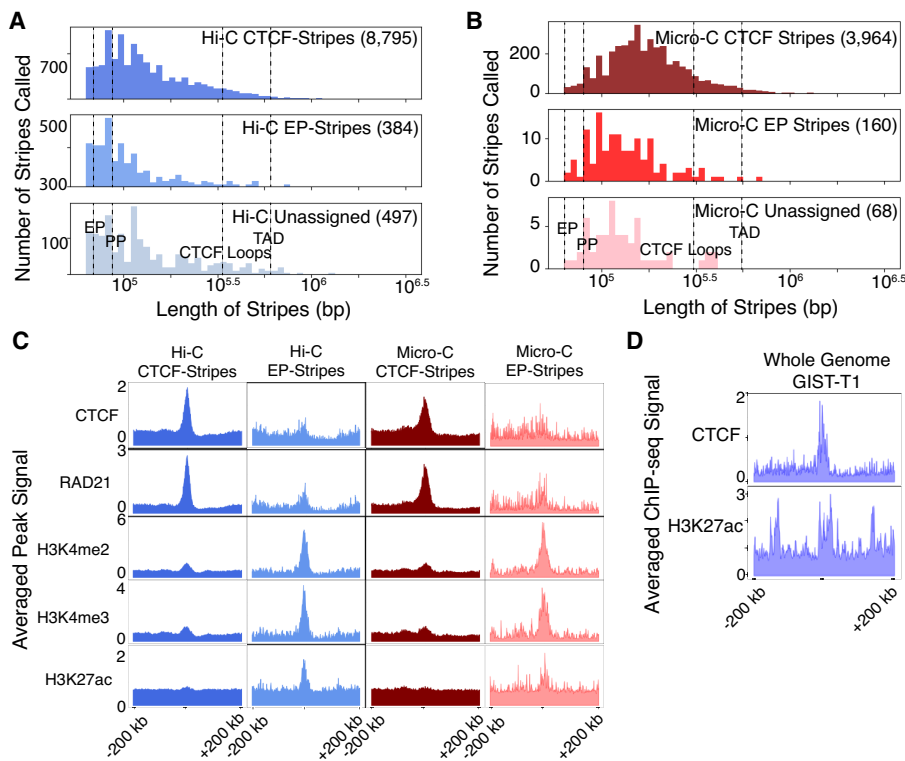 A
Number of Stripes Called
Hi-C CTCF-Stripes (8,795)
700
Hi-C EP-Stripes (384)
500
300
Hi-C Unassigned (497)
100
EP
PP
CTCF Loops
TAD
10^5
10^5.5
10^6
10^6.5
Length of Stripes (bp)
B
Number of Stripes Called
Micro-C CTCF Stripes (3,964)
200
0
Micro-C EP Stripes (160)
10
0
Micro-C Unassigned (68)
5
0
EP
PP
CTCF Loops
TAD
10^5
10^5.5
10^6
10^6.5
Length of Stripes (bp)
C
Averaged Peak Signal
Hi-C
CTCF-Stripes
Hi-C
EP-Stripes
Micro-C
CTCF-Stripes
Micro-C
EP-Stripes
2
CTCF
0
3
RAD21
0
6
H3K4me2
0
4
H3K4me3
0
2
H3K27ac
0
-200 kb
+200 kb
-200 kb
+200 kb
-200 kb
+200 kb
-200 kb
+200 kb
D
Averaged ChIP-seq Signal
Whole Genome
GIST-T1
2
CTCF
0
3
H3K27ac
0
-200 kb
+200 kb